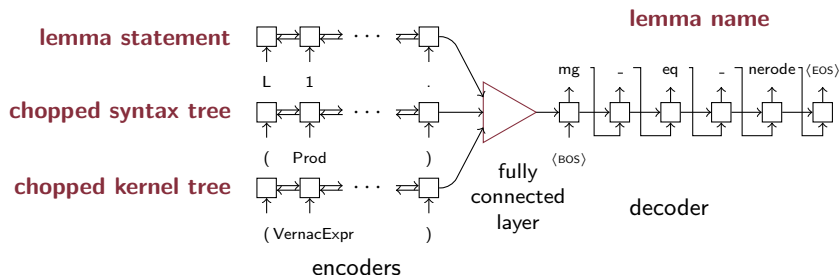 lemma name
lemma statement
mg _ eq _ nerode ⟨EOS⟩
L 1 · · · .
chopped syntax tree
( Prod · · · )
⟨BOS⟩
chopped kernel tree
fully
connected
layer
decoder
( VernacExpr · · · )
encoders